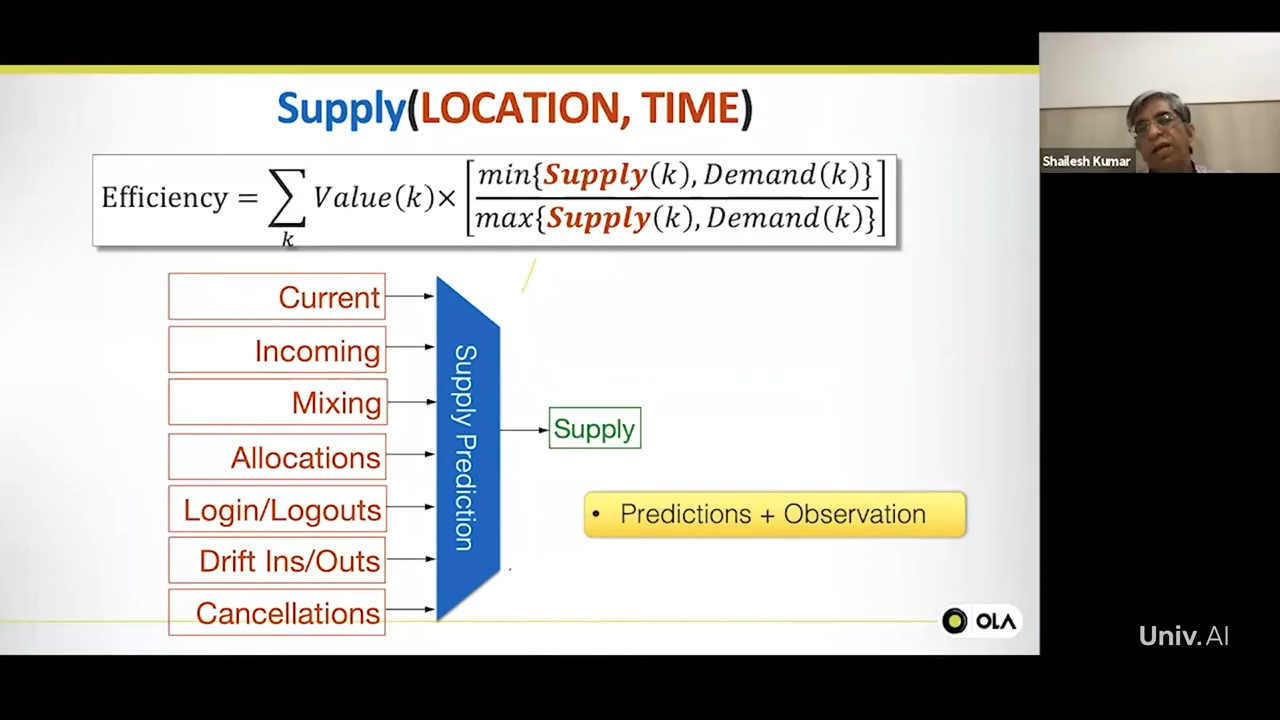 Supply(LOCATION, TIME)
Shailesh Kumar
Efficiency = ∑ₖ Value(k) × [min{Supply(k), Demand(k)} / max{Supply(k), Demand(k)}]
Current
Incoming
Mixing
Allocations
Login/Logouts
Drift Ins/Outs
Cancellations
Supply Prediction
Supply
• Predictions + Observation
OLA
Univ.AI